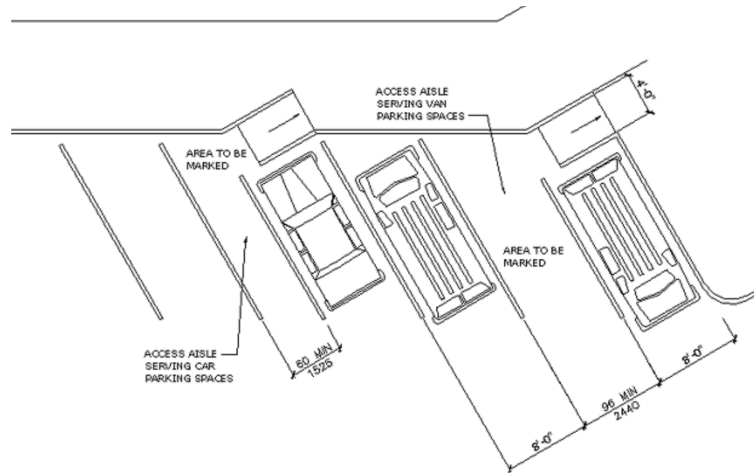 ACCESS AISLE
SERVING VAN
PARKING SPACES
4'-0"
AREA TO BE
MARKED
AREA TO BE
MARKED
ACCESS AISLE
SERVING CAR
PARKING SPACES
60 MIN
1525
8'-0"
96 MIN
2440
8'-0"